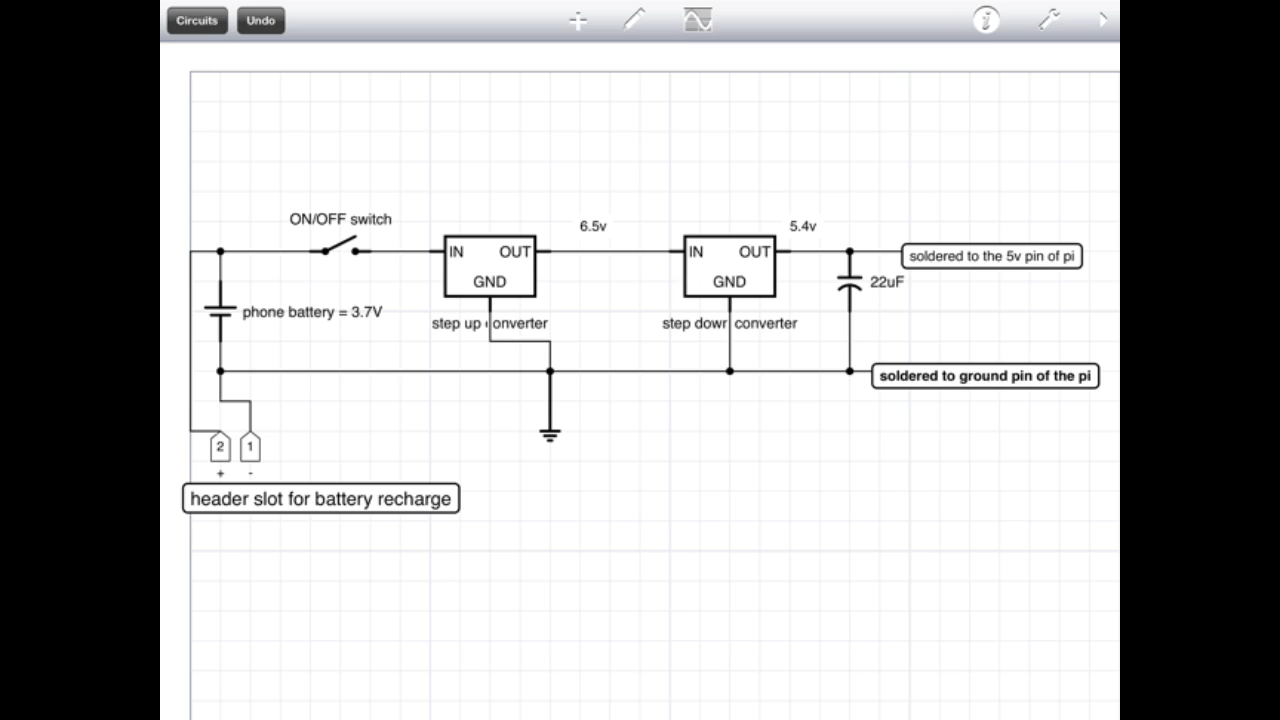 Circuits
Undo
ON/OFF switch
6.5v
5.4v
IN OUT
GND
IN OUT
GND
soldered to the 5v pin of pi
22uF
phone battery = 3.7V
step up onverter
step down converter
soldered to ground pin of the pi
2
1
+
-
header slot for battery recharge